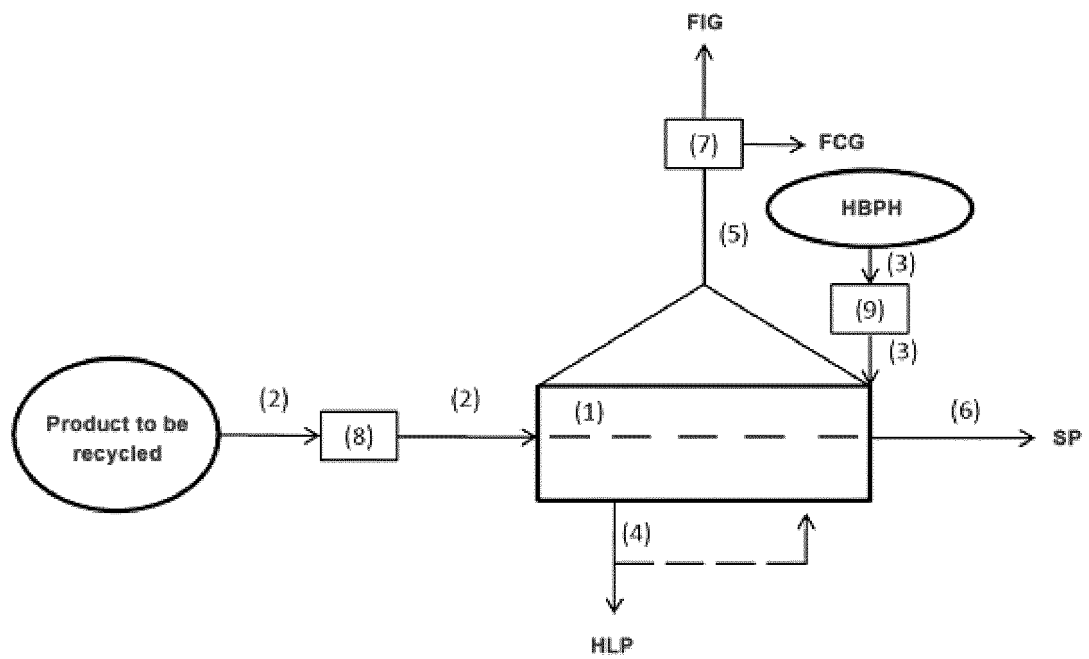 FIG
(7)
FCG
HBPH
(5)
(3)
(9)
(3)
(2)
(2)
(1)
(6)
Product to be
recycled
(8)
SP
(4)
HLP